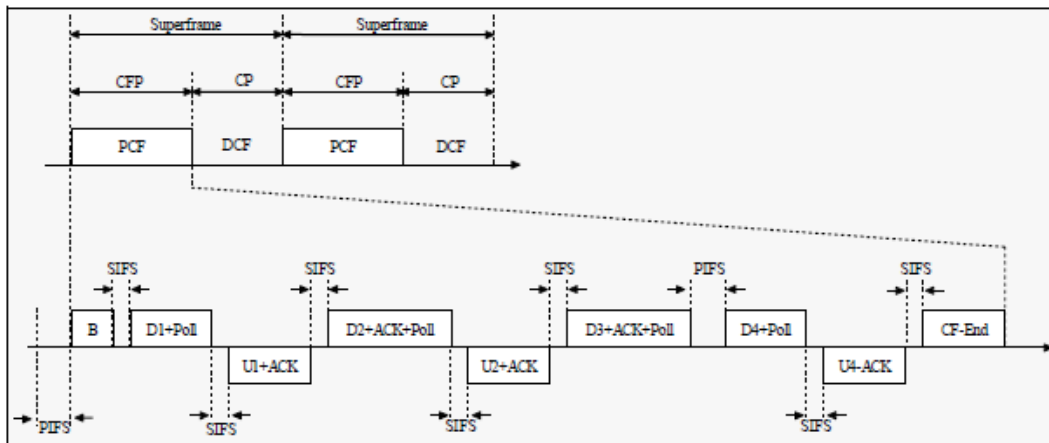 Superframe Superframe
CFP CP CFP CP
PCF DCF PCF DCF
SIFS SIFS SIFS PIFS SIFS
B D1+Poll D2+ACK+Poll D3+ACK+Poll D4+Poll CF-End
U1+ACK U2+ACK U4-ACK
PIFS SIFS SIFS SIFS